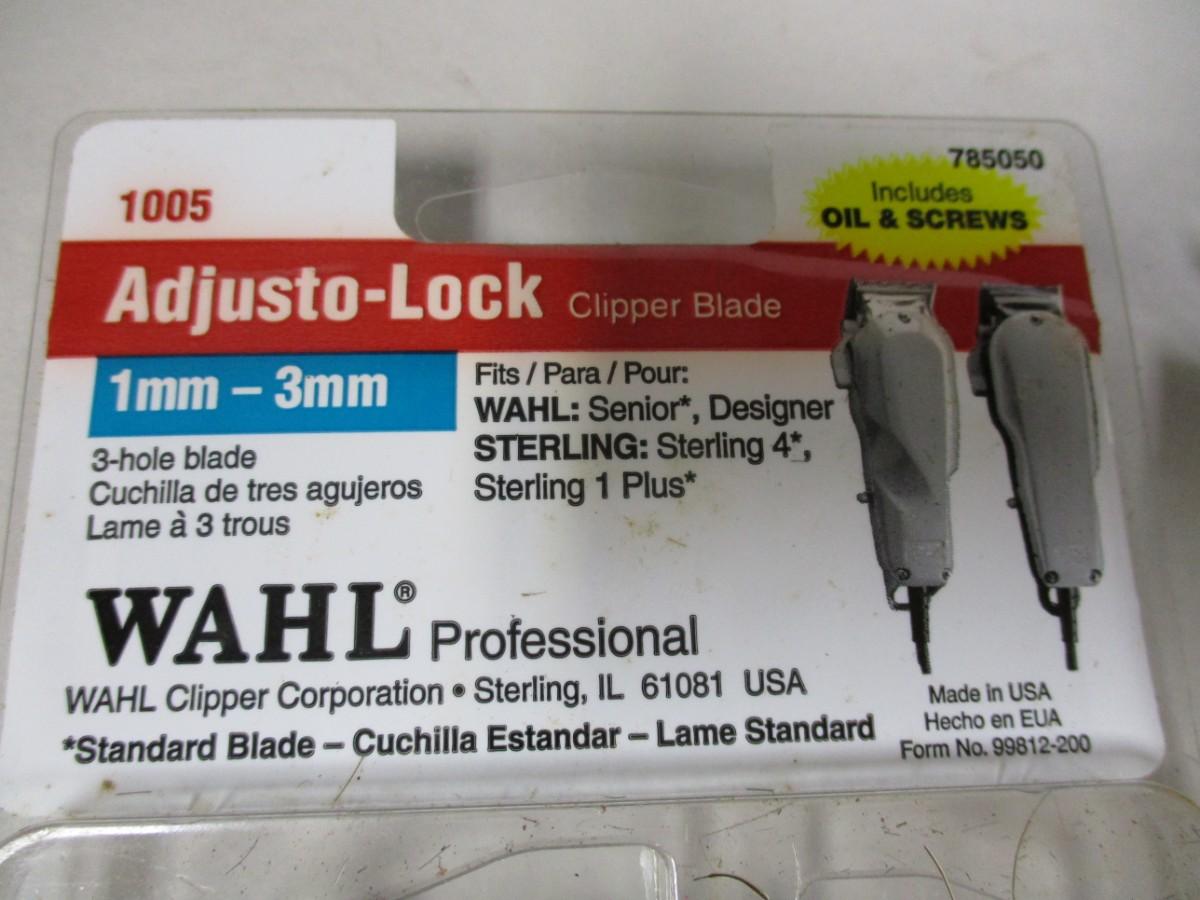 785050
1005
Includes
OIL & SCREWS
Adjusto-Lock Clipper Blade
1mm – 3mm
3-hole blade
Cuchilla de tres agujeros
Lame à 3 trous
Fits / Para / Pour:
WAHL: Senior*, Designer
STERLING: Sterling 4*,
Sterling 1 Plus*
WAHL® Professional
WAHL Clipper Corporation • Sterling, IL 61081 USA
*Standard Blade – Cuchilla Estandar – Lame Standard
Made in USA
Hecho en EUA
Form No. 99812-200